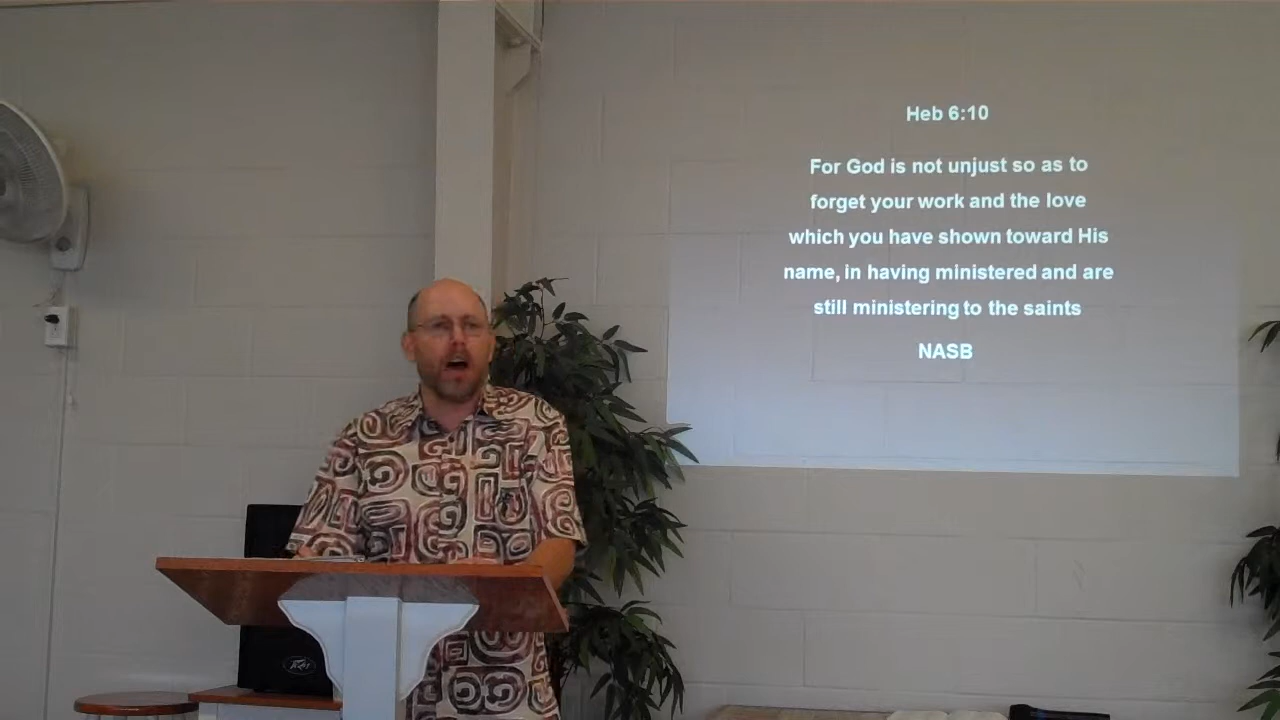 Heb 6:10
For God is not unjust so as to
forget your work and the love
which you have shown toward His
name, in having ministered and are
still ministering to the saints
NASB
Peavey